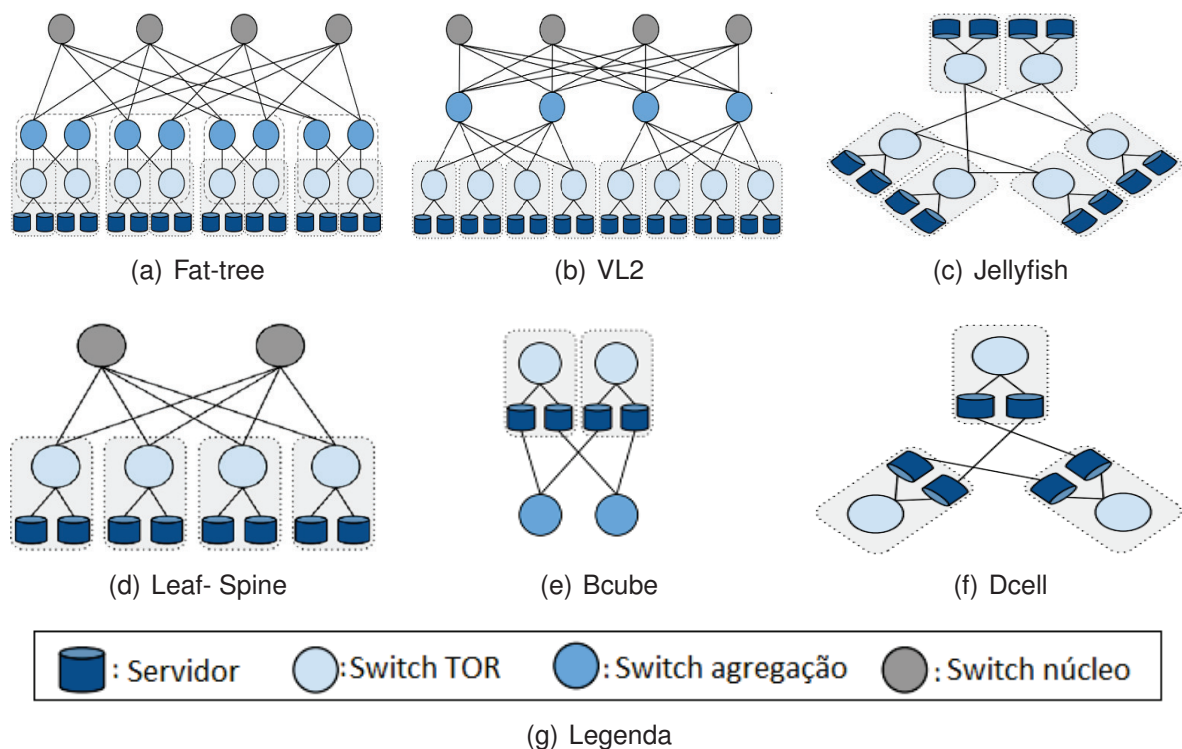 (a) Fat-tree
(b) VL2
(c) Jellyfish
(d) Leaf- Spine
(e) Bcube
(f) Dcell
: Servidor
:Switch TOR
: Switch agregação
: Switch núcleo
(g) Legenda